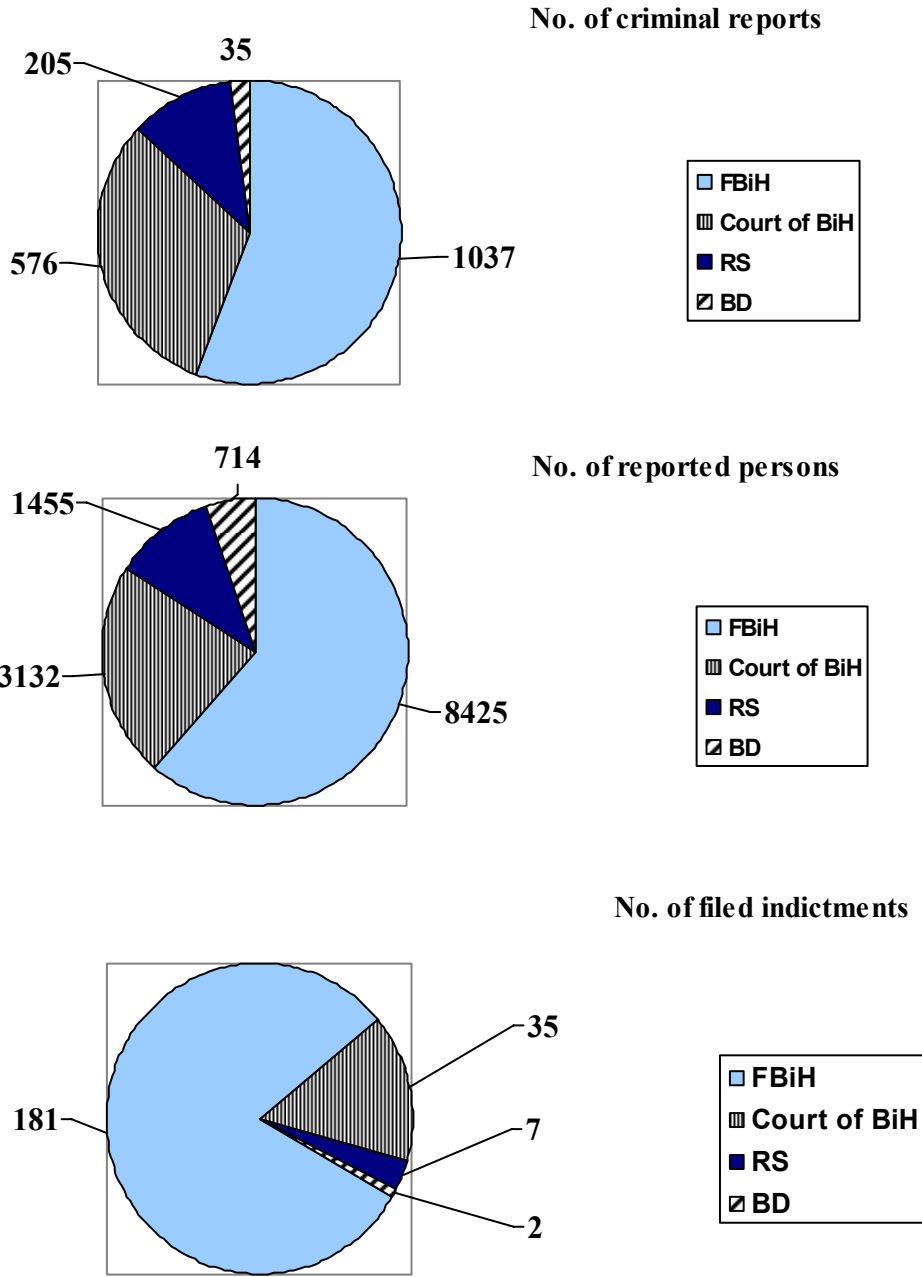 No. of criminal reports
35
205
576
1037
FBiH
Court of BiH
RS
BD
No. of reported persons
714
1455
3132
8425
FBiH
Court of BiH
RS
BD
No. of filed indictments
35
181
7
2
FBiH
Court of BiH
RS
BD